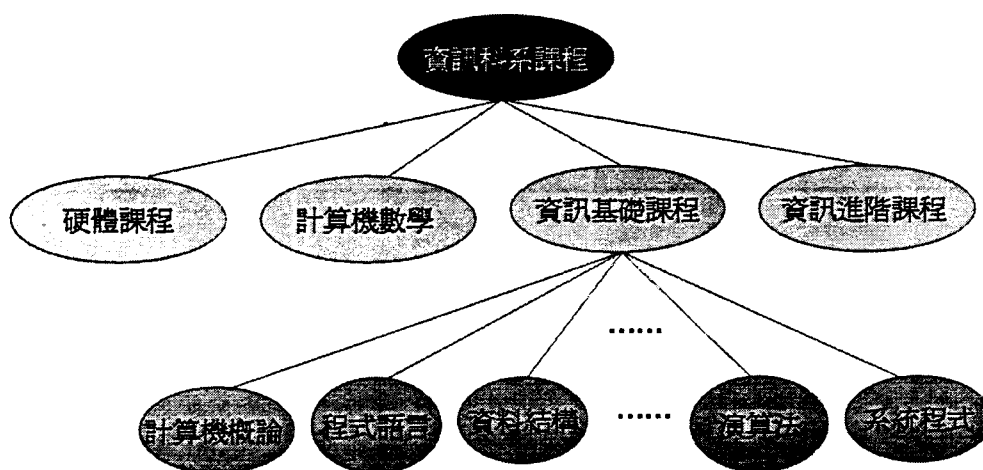 資訊科系課程
硬體課程
計算機數學
資訊基礎課程
資訊進階課程
……
計算機概論
程式語言
資料結構
……
演算法
系統程式